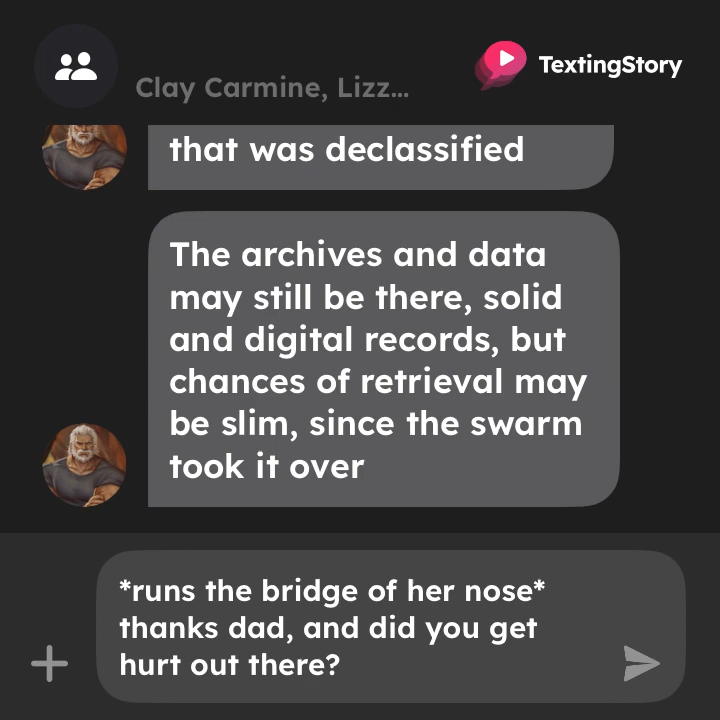 TextingStory
Clay Carmine, Lizz...
that was declassified
The archives and data
may still be there, solid
and digital records, but
chances of retrieval may
be slim, since the swarm
took it over
*runs the bridge of her nose*
thanks dad, and did you get
hurt out there?